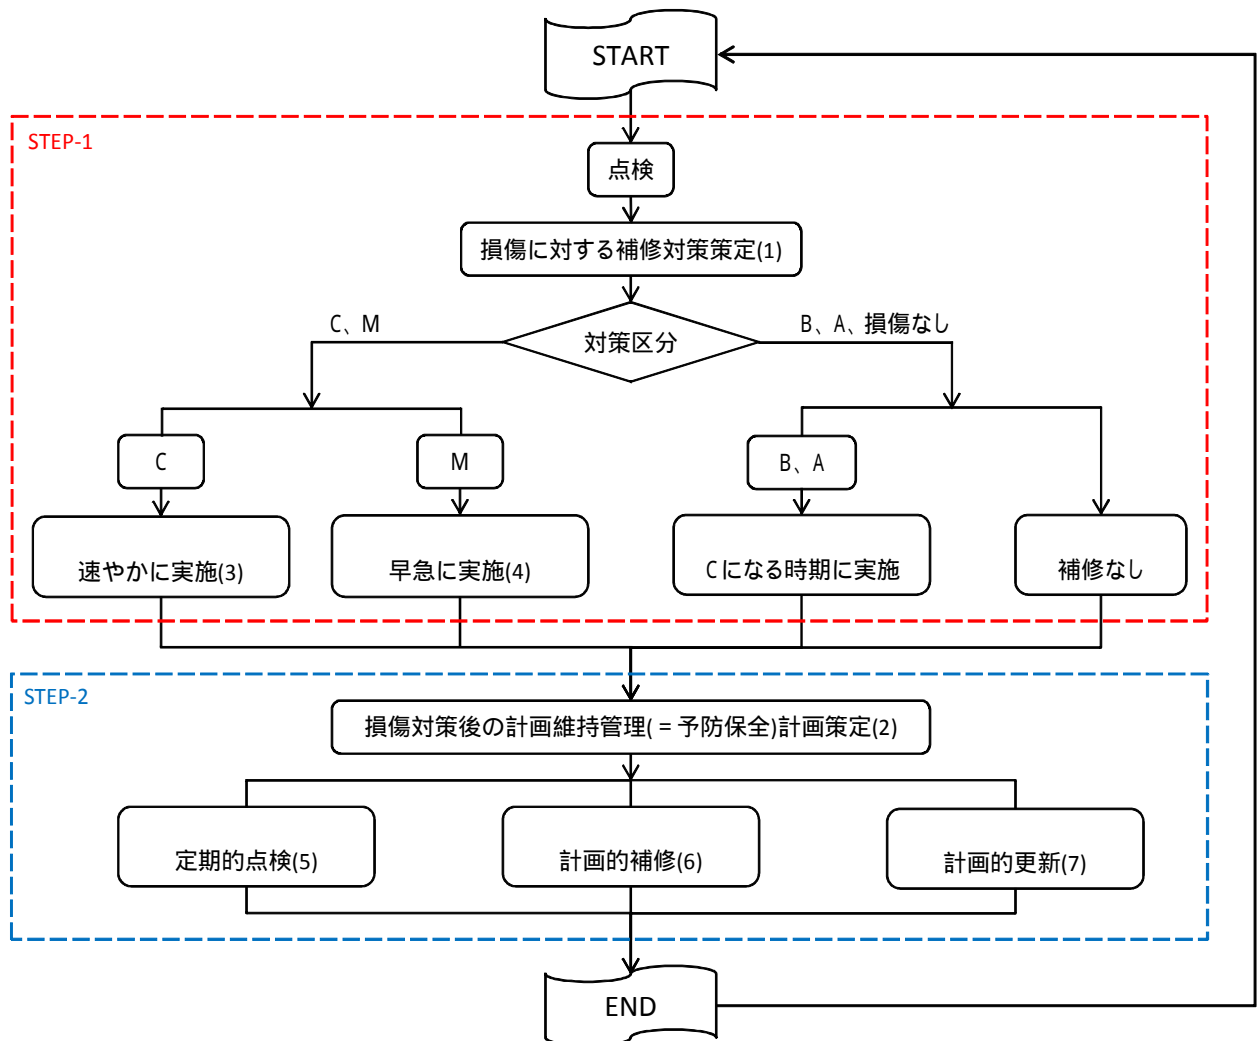 START
STEP-1
点検
損傷に対する補修対策策定(1)
C、M
対策区分
B、A、損傷なし
C
M
B、A
速やかに実施(3)
早急に実施(4)
Cになる時期に実施
補修なし
STEP-2
損傷対策後の計画維持管理(=予防保全)計画策定(2)
定期的点検(5)
計画的補修(6)
計画的更新(7)
END